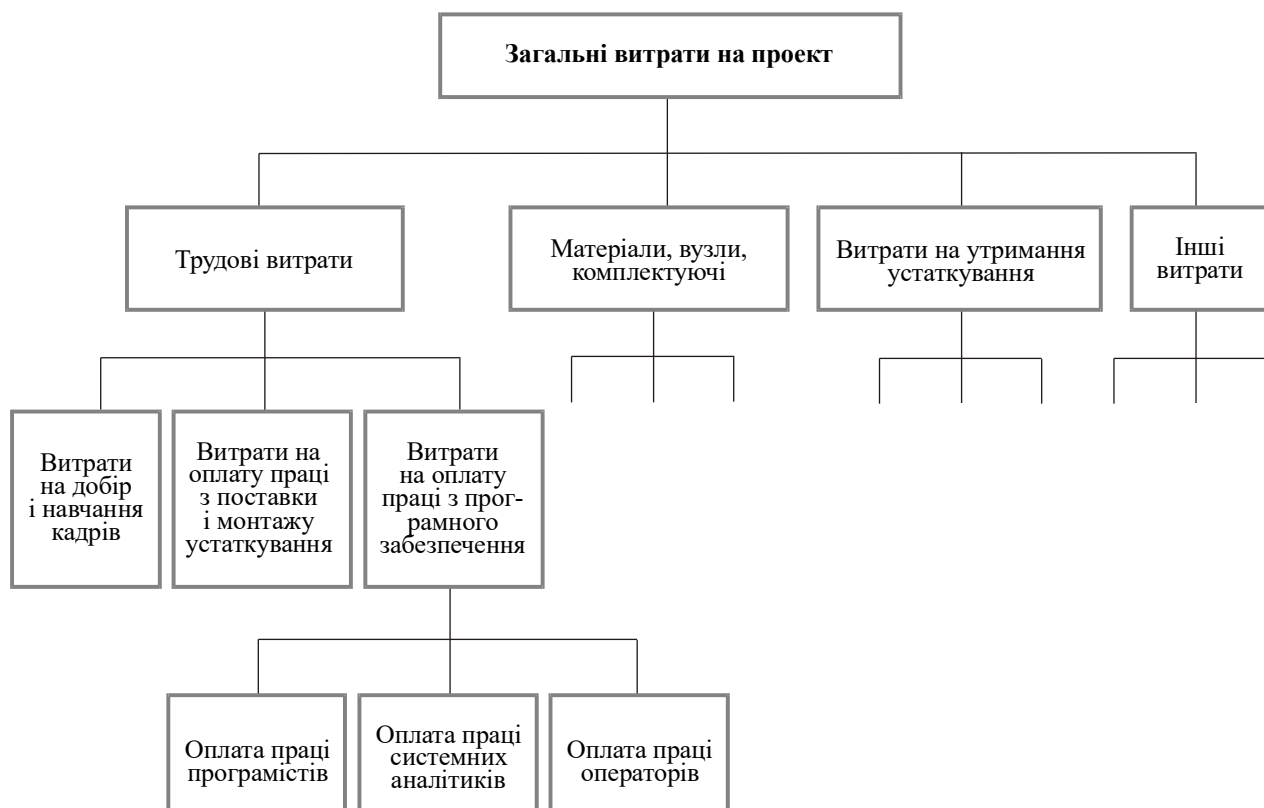 Загальні витрати на проект
Трудові витрати
Матеріали, вузли,
комплектуючі
Витрати на утримання
устаткування
Інші
витрати
Витрати
на добір
і навчання
кадрів
Витрати на
оплату праці
з поставки
і монтажу
устаткування
Витрати
на оплату
праці з прог-
рамного
забезпечення
Оплата праці
програмістів
Оплата праці
системних
аналітиків
Оплата праці
операторів